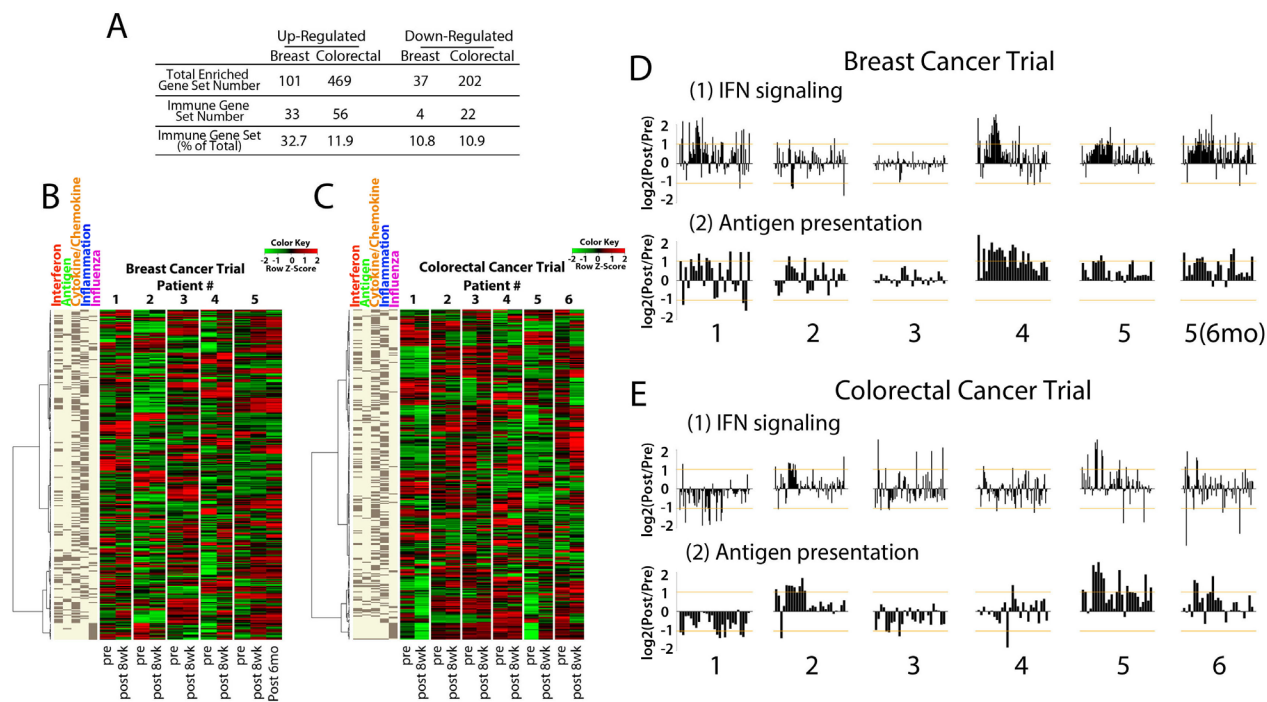 A
Up-Regulated Down-Regulated
Breast Colorectal Breast Colorectal
Total Enriched
Gene Set Number 101 469 37 202
Immune Gene
Set Number 33 56 4 22
Immune Gene Set
(% of Total) 32.7 11.9 10.8 10.9
B
Interferon
Antigen
Cytokine/Chemokine
Inflammation
Influenza
Color Key
-2 -1 0 1 2
Row Z-Score
Breast Cancer Trial
Patient #
1 2 3 4 5
pre
post 8wk
pre
post 8wk
pre
post 8wk
pre
post 8wk
pre
post 8wk
Post 6mo
C
Interferon
Antigen
Cytokine/Chemokine
Inflammation
Influenza
Color Key
-2 -1 0 1 2
Row Z-Score
Colorectal Cancer Trial
Patient #
1 2 3 4 5 6
pre
post 8wk
pre
post 8wk
pre
post 8wk
pre
post 8wk
pre
post 8wk
pre
post 8wk
D
Breast Cancer Trial
(1) IFN signaling
log2(Post/Pre)
2
1
0
-1
-2
(2) Antigen presentation
log2(Post/Pre)
2
1
0
-1
-2
1 2 3 4 5 5(6mo)
E
Colorectal Cancer Trial
(1) IFN signaling
log2(Post/Pre)
2
1
0
-1
-2
(2) Antigen presentation
log2(Post/Pre)
2
1
0
-1
-2
1 2 3 4 5 6